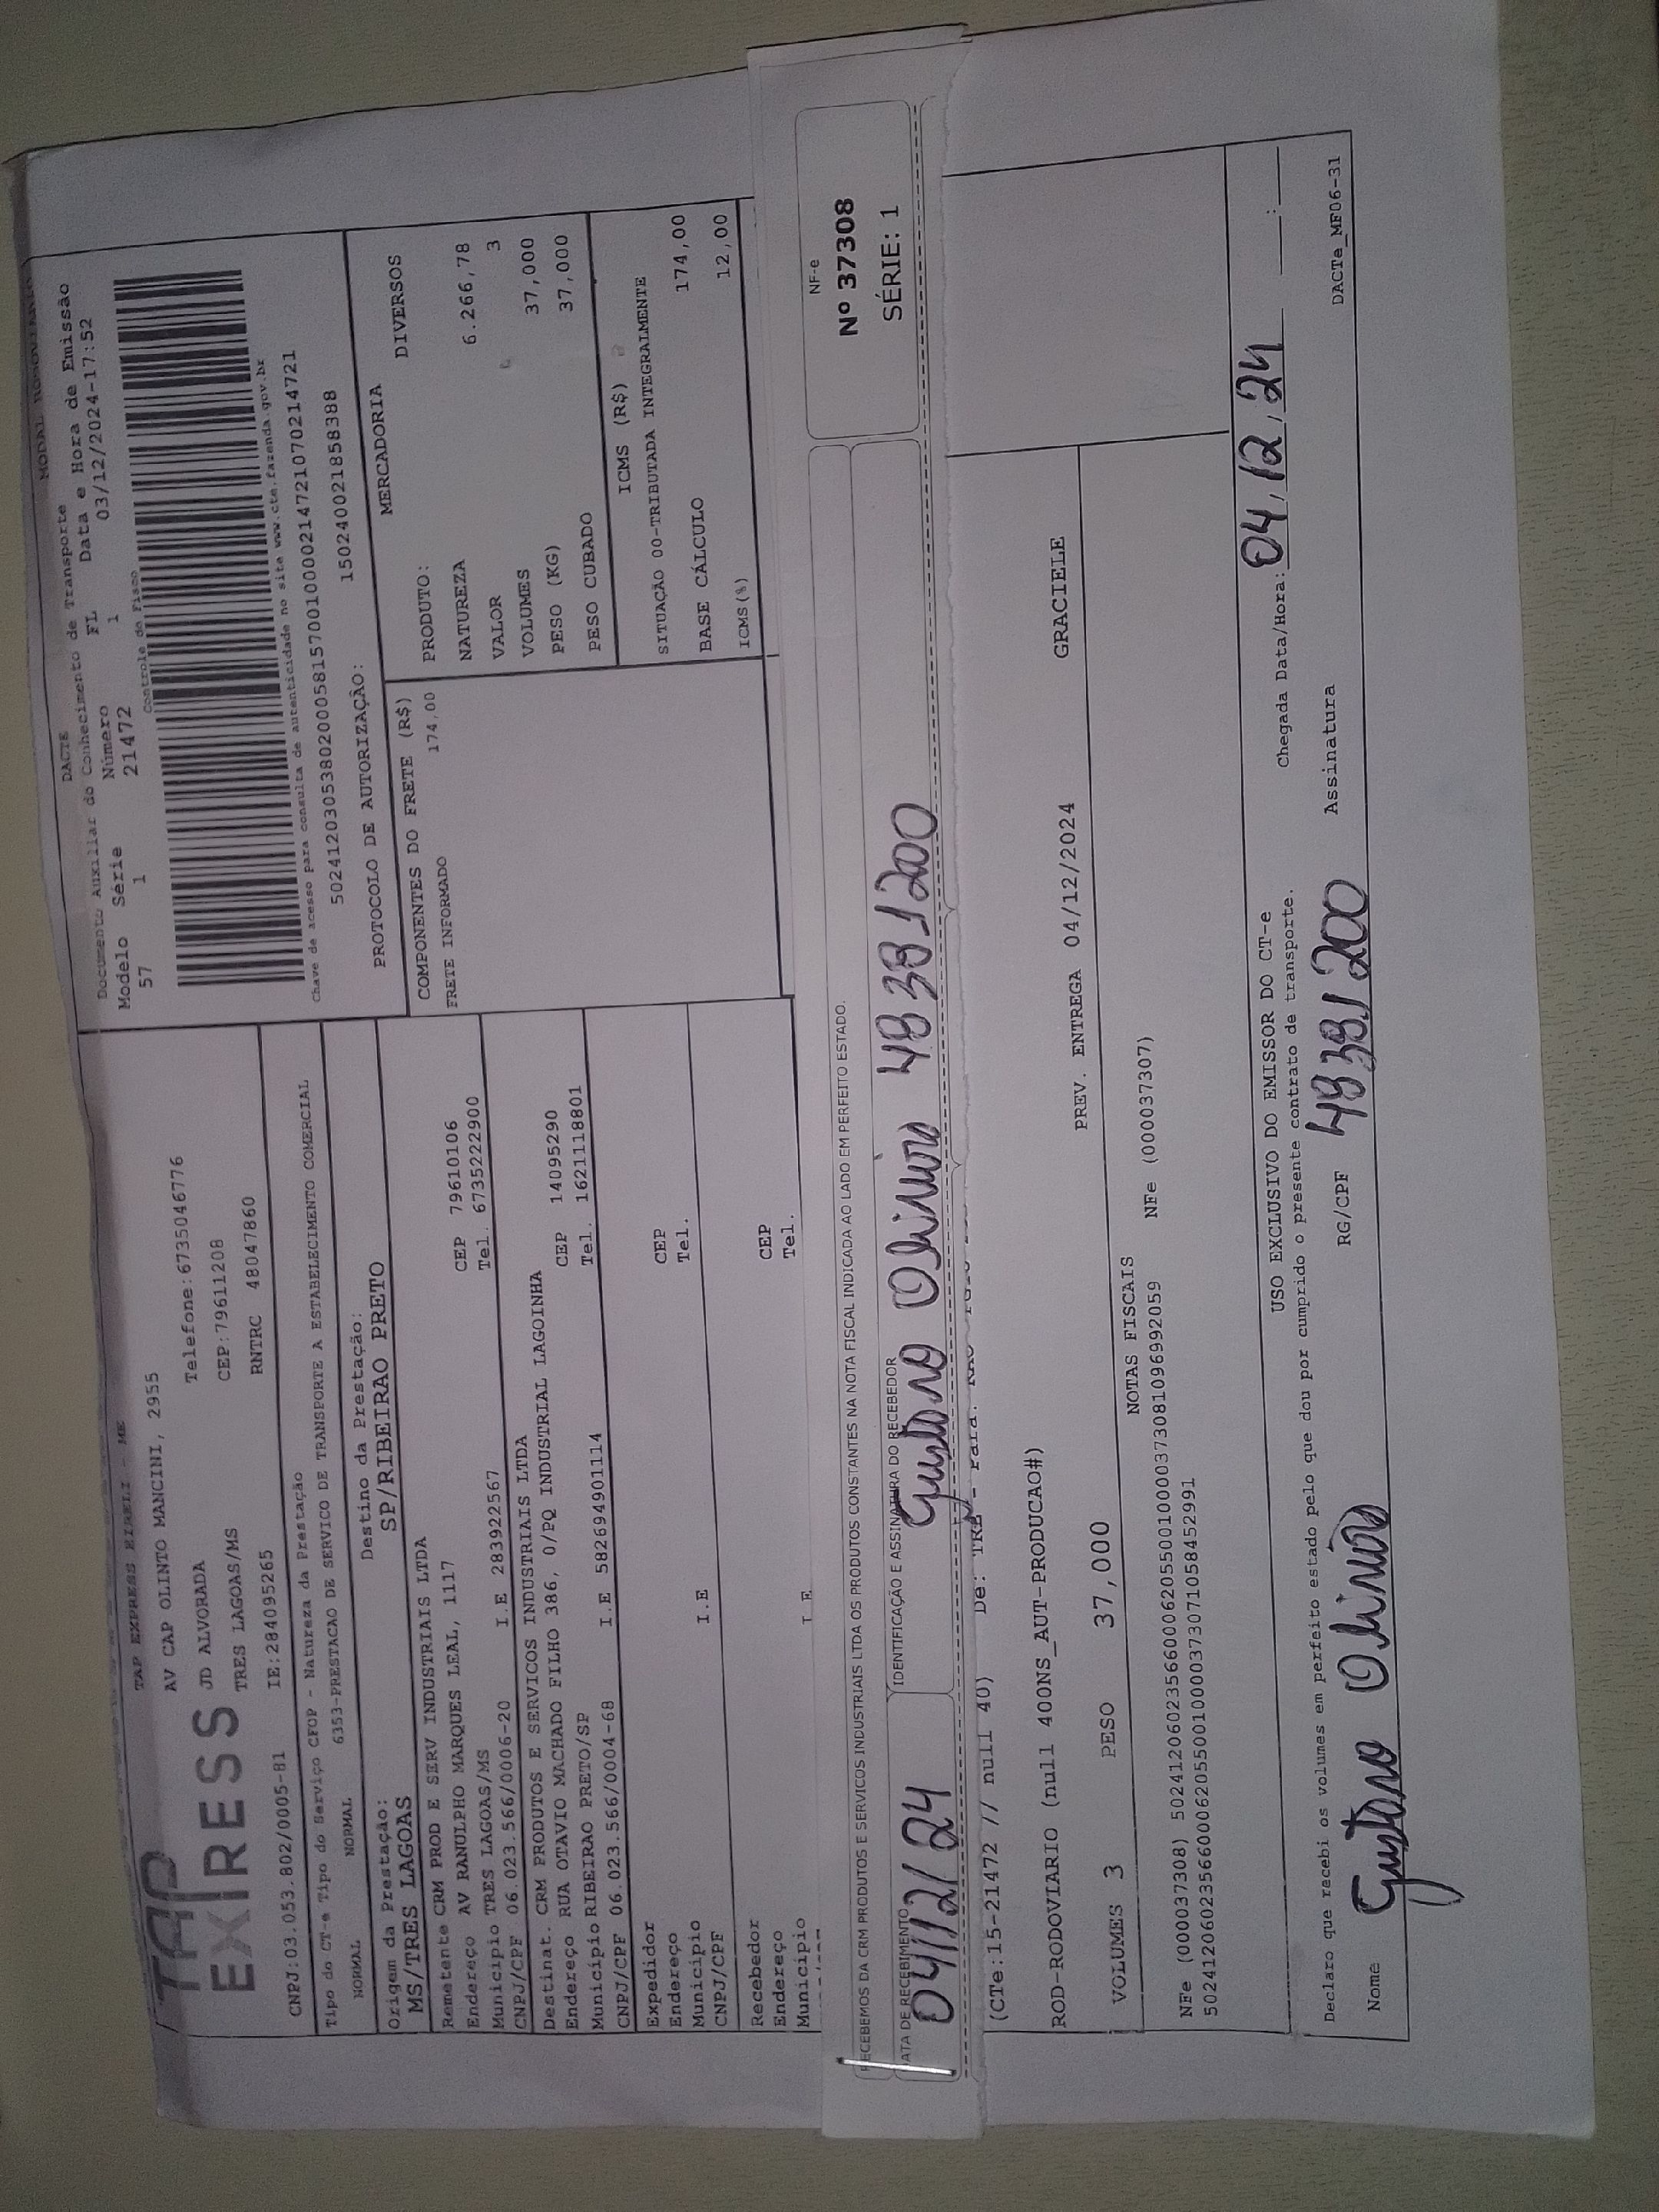 TAP
EXPRESS
TAP EXPRESS EIRELI - ME
AV CAP OLINTO MANCINI, 2955
Telefone:6735046776
JD ALVORADA
CEP:79611208
TRES LAGOAS/MS
RNTRC 48047860
CNPJ:03.053.802/0005-81
IE:284095265
MODAL RODOVIARIO
DACTE
Documento Auxiliar do Conhecimento de Transporte
Modelo Série Número FL Data e Hora de Emissão
57 1 21472 1 03/12/2024-17:52
Controle do Fisco
Chave de acesso para consulta de autenticidade no site www.cte.fazenda.gov.br
50241203053802000581570010000214721070214721
PROTOCOLO DE AUTORIZAÇÃO:
150240021858388
Tipo do CT-e Tipo do Serviço CFOP - Natureza da Prestação
NORMAL NORMAL 6353-PRESTACAO DE SERVICO DE TRANSPORTE A ESTABELECIMENTO COMERCIAL
Origem da Prestação: Destino da Prestação:
MS/TRES LAGOAS SP/RIBEIRAO PRETO
Remetente CRM PROD E SERV INDUSTRIAIS LTDA
Endereço AV RANULPHO MARQUES LEAL, 1117 CEP 79610106
Município TRES LAGOAS/MS Tel. 6735222900
CNPJ/CPF 06.023.566/0006-20 I.E 283922567
Destinat. CRM PRODUTOS E SERVICOS INDUSTRIAIS LTDA
Endereço RUA OTAVIO MACHADO FILHO 386, 0/PQ INDUSTRIAL LAGOINHA
Município RIBEIRAO PRETO/SP CEP 14095290
CNPJ/CPF 06.023.566/0004-68 I.E 582694901114 Tel. 1621118801
Expedidor
Endereço CEP
Município Tel.
CNPJ/CPF I.E
Recebedor
Endereço CEP
Município Tel.
I.E
COMPONENTES DO FRETE (R$)
FRETE INFORMADO 174,00
MERCADORIA
PRODUTO: DIVERSOS
NATUREZA
VALOR 6.266,78
VOLUMES 3
PESO (KG) 37,000
PESO CUBADO 37,000
ICMS (R$)
SITUAÇÃO 00-TRIBUTADA INTEGRALMENTE
BASE CÁLCULO 174,00
ICMS(%) 12,00
RECEBEMOS DA CRM PRODUTOS E SERVICOS INDUSTRIAIS LTDA OS PRODUTOS CONSTANTES NA NOTA FISCAL INDICADA AO LADO EM PERFEITO ESTADO.
DATA DE RECEBIMENTO IDENTIFICAÇÃO E ASSINATURA DO RECEBEDOR
04/12/24 Gustavo 48381200
NF-e
Nº 37308
SÉRIE: 1
(CTe:15-21472 // null 40) De: TRE - Para:
ROD-RODOVIARIO (null 400NS_AUT-PRODUCAO#) PREV. ENTREGA 04/12/2024 GRACIELE
VOLUMES 3 PESO 37,000
NOTAS FISCAIS
NFe (000037308) 50241206023566000620550010000373081096992059 NFe (000037307)
50241206023566000620550010000373071058452991
USO EXCLUSIVO DO EMISSOR DO CT-e
Declaro que recebi os volumes em perfeito estado pelo que dou por cumprido o presente contrato de transporte.
Chegada Data/Hora: 04/12/24 __:__
Nome Gustavo RG/CPF 48381200 Assinatura
DACTe_MF06-31